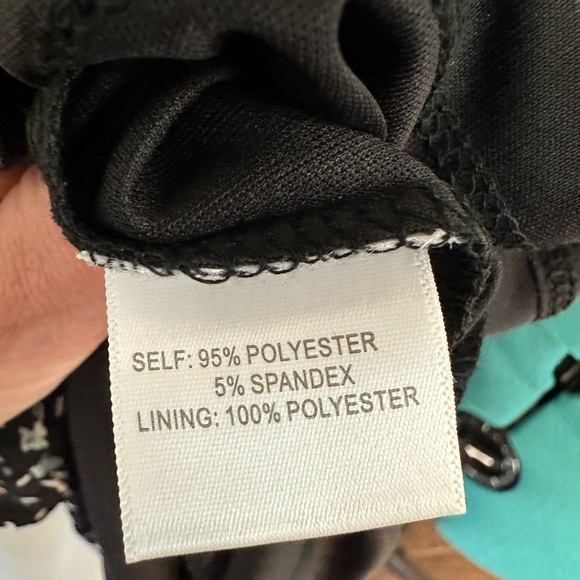 SELF: 95% POLYESTER
5% SPANDEX
LINING: 100% POLYESTER